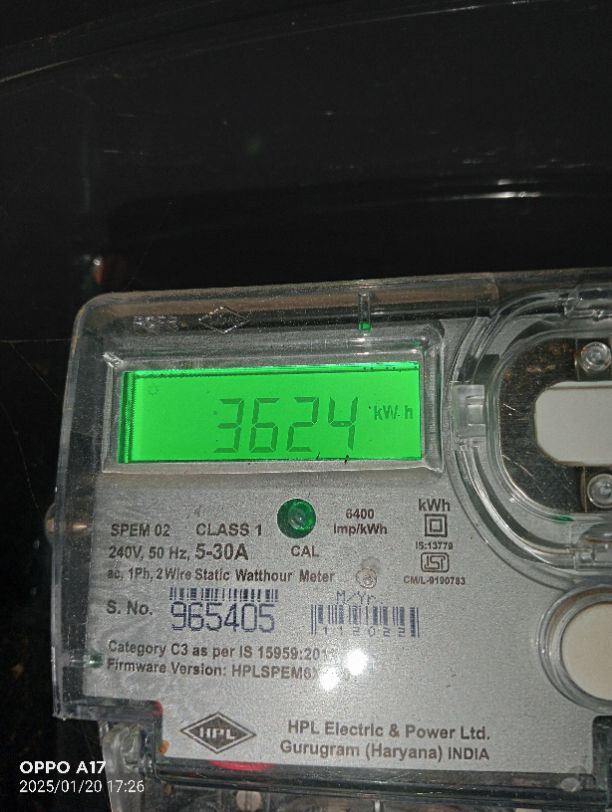 3624 kW h
6400
kWh
SPEM 02 CLASS 1
imp/kWh
240V, 50 Hz, 5-30A
CAL
IS:13779
ac, 1Ph, 2 Wire Static Watthour Meter
CM/L-9190783
M/Yr.
S. No. 965405
112022
Category C3 as per IS 15959:201
Firmware Version: HPLSPEM6
HPL
HPL Electric & Power Ltd.
Gurugram (Haryana) INDIA
OPPO A17
2025/01/20 17:26